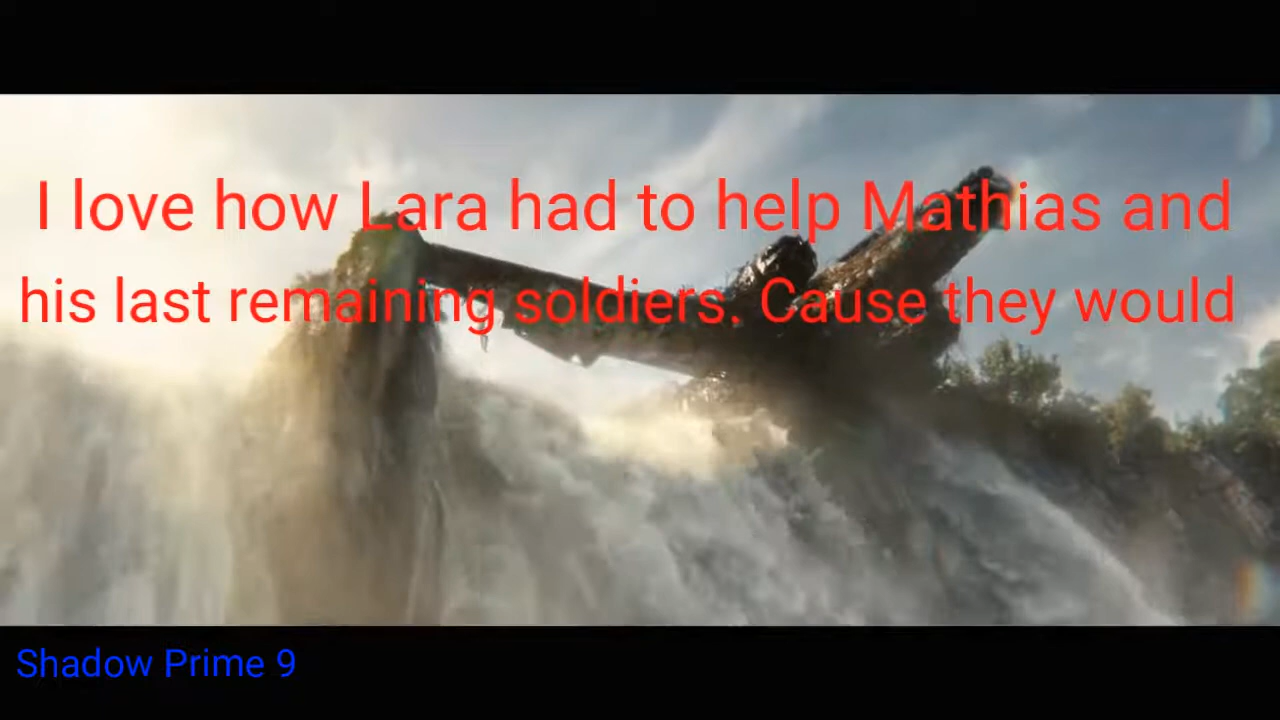 I love how Lara had to help Mathias and
his last remaining soldiers. Cause they would
Shadow Prime 9